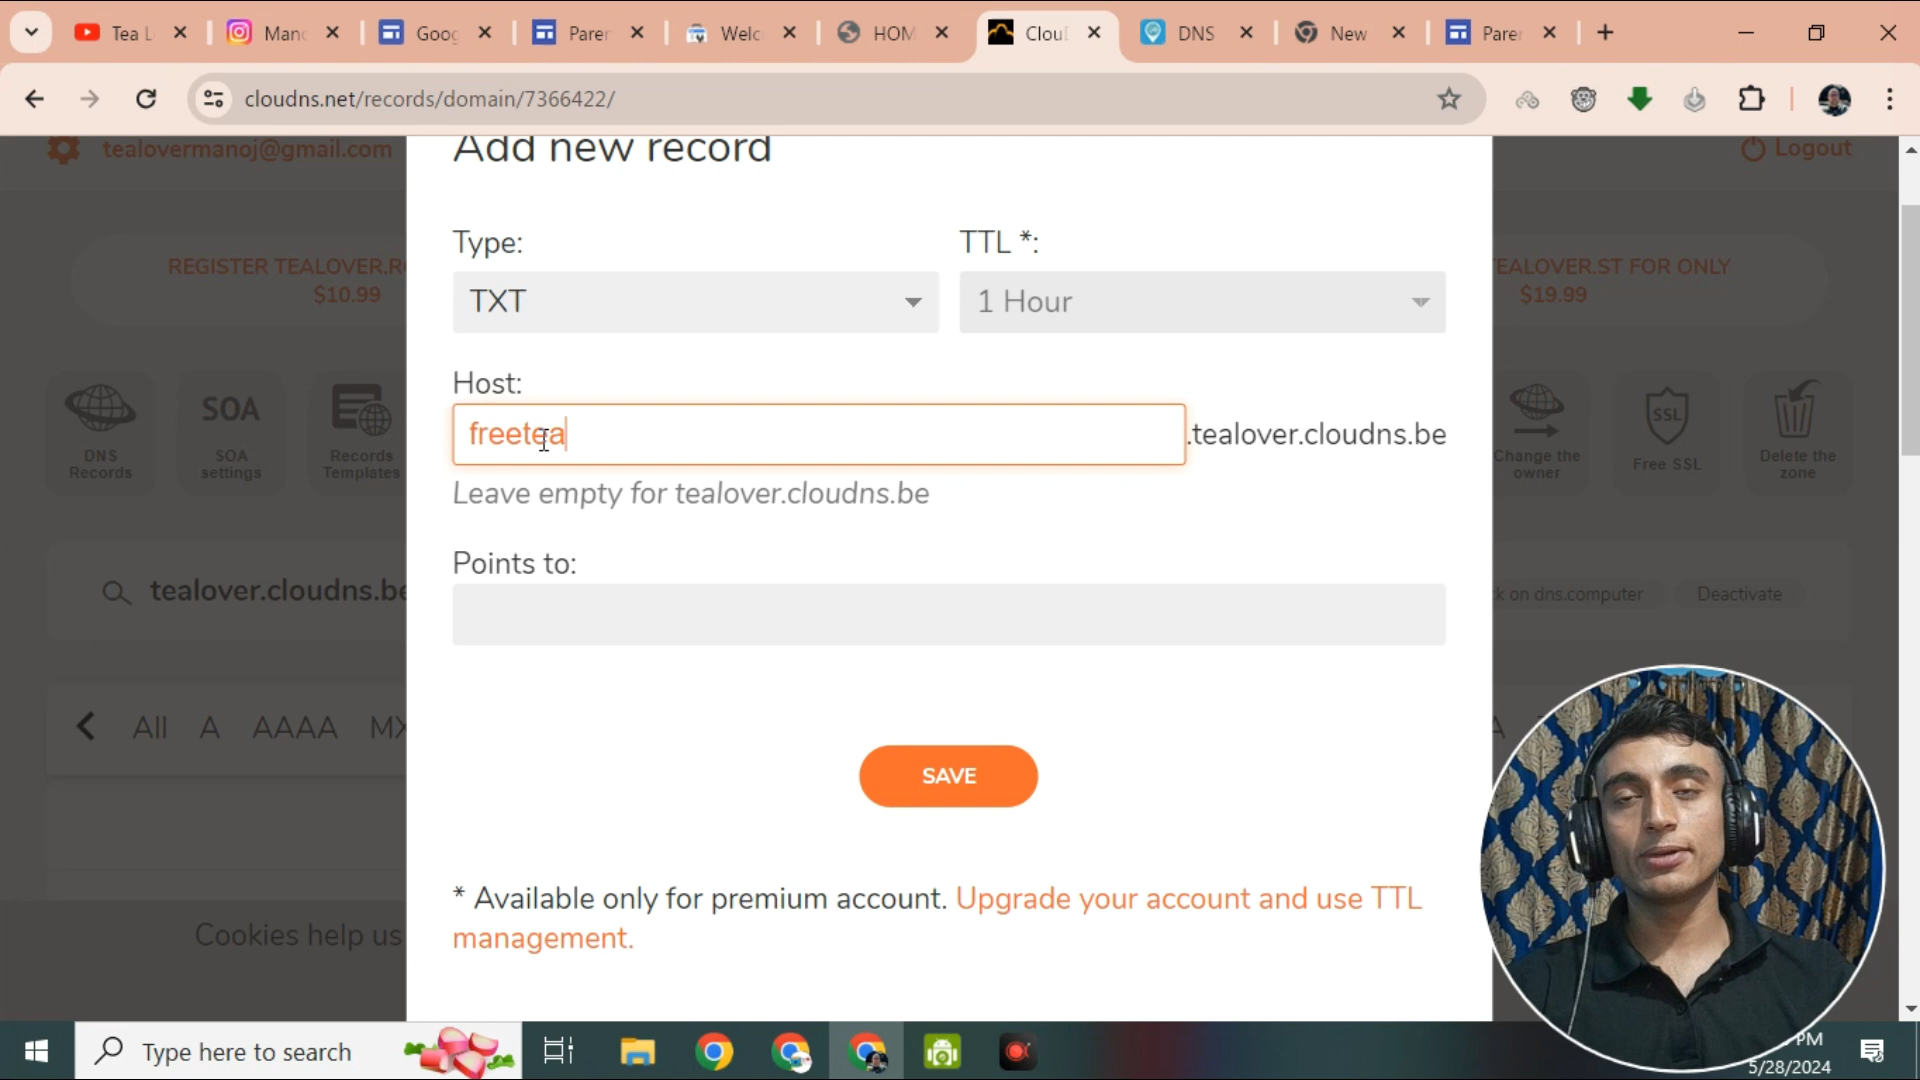 Tea L
Manc
Goog
Parer
Welc
HOM
Clou
DNS
New
Parer
cloudns.net/records/domain/7366422/
tealovermanoj@gmail.com
Add new record
Logout
REGISTER TEALOVER.R
$10.99
EALOVER.ST FOR ONLY
$19.99
Type:
TTL *:
TXT
1 Hour
Host:
freetea
.tealover.cloudns.be
Leave empty for tealover.cloudns.be
DNS
Records
SOA
SOA
settings
Records
Templates
Change the
owner
SSL
Free SSL
Delete the
zone
Points to:
tealover.cloudns.be
k on dns.computer
Deactivate
All A AAAA MX
A
SAVE
* Available only for premium account. Upgrade your account and use TTL
management.
Cookies help us
Type here to search
PM
5/28/2024